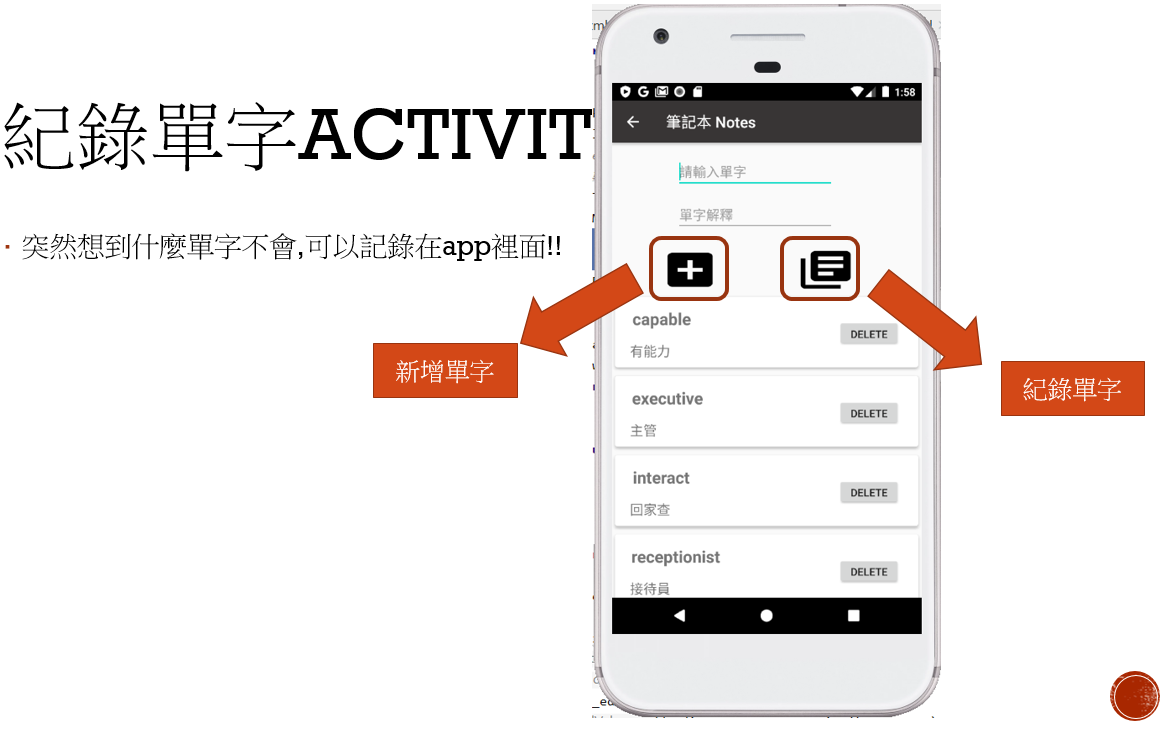 紀錄單字ACTIVIT
突然想到什麼單字不會,可以記錄在app裡面!!
1:58
筆記本 Notes
請輸入單字
單字解釋
新增單字
紀錄單字
capable
DELETE
有能力
executive
DELETE
主管
interact
DELETE
回家查
receptionist
DELETE
接待員